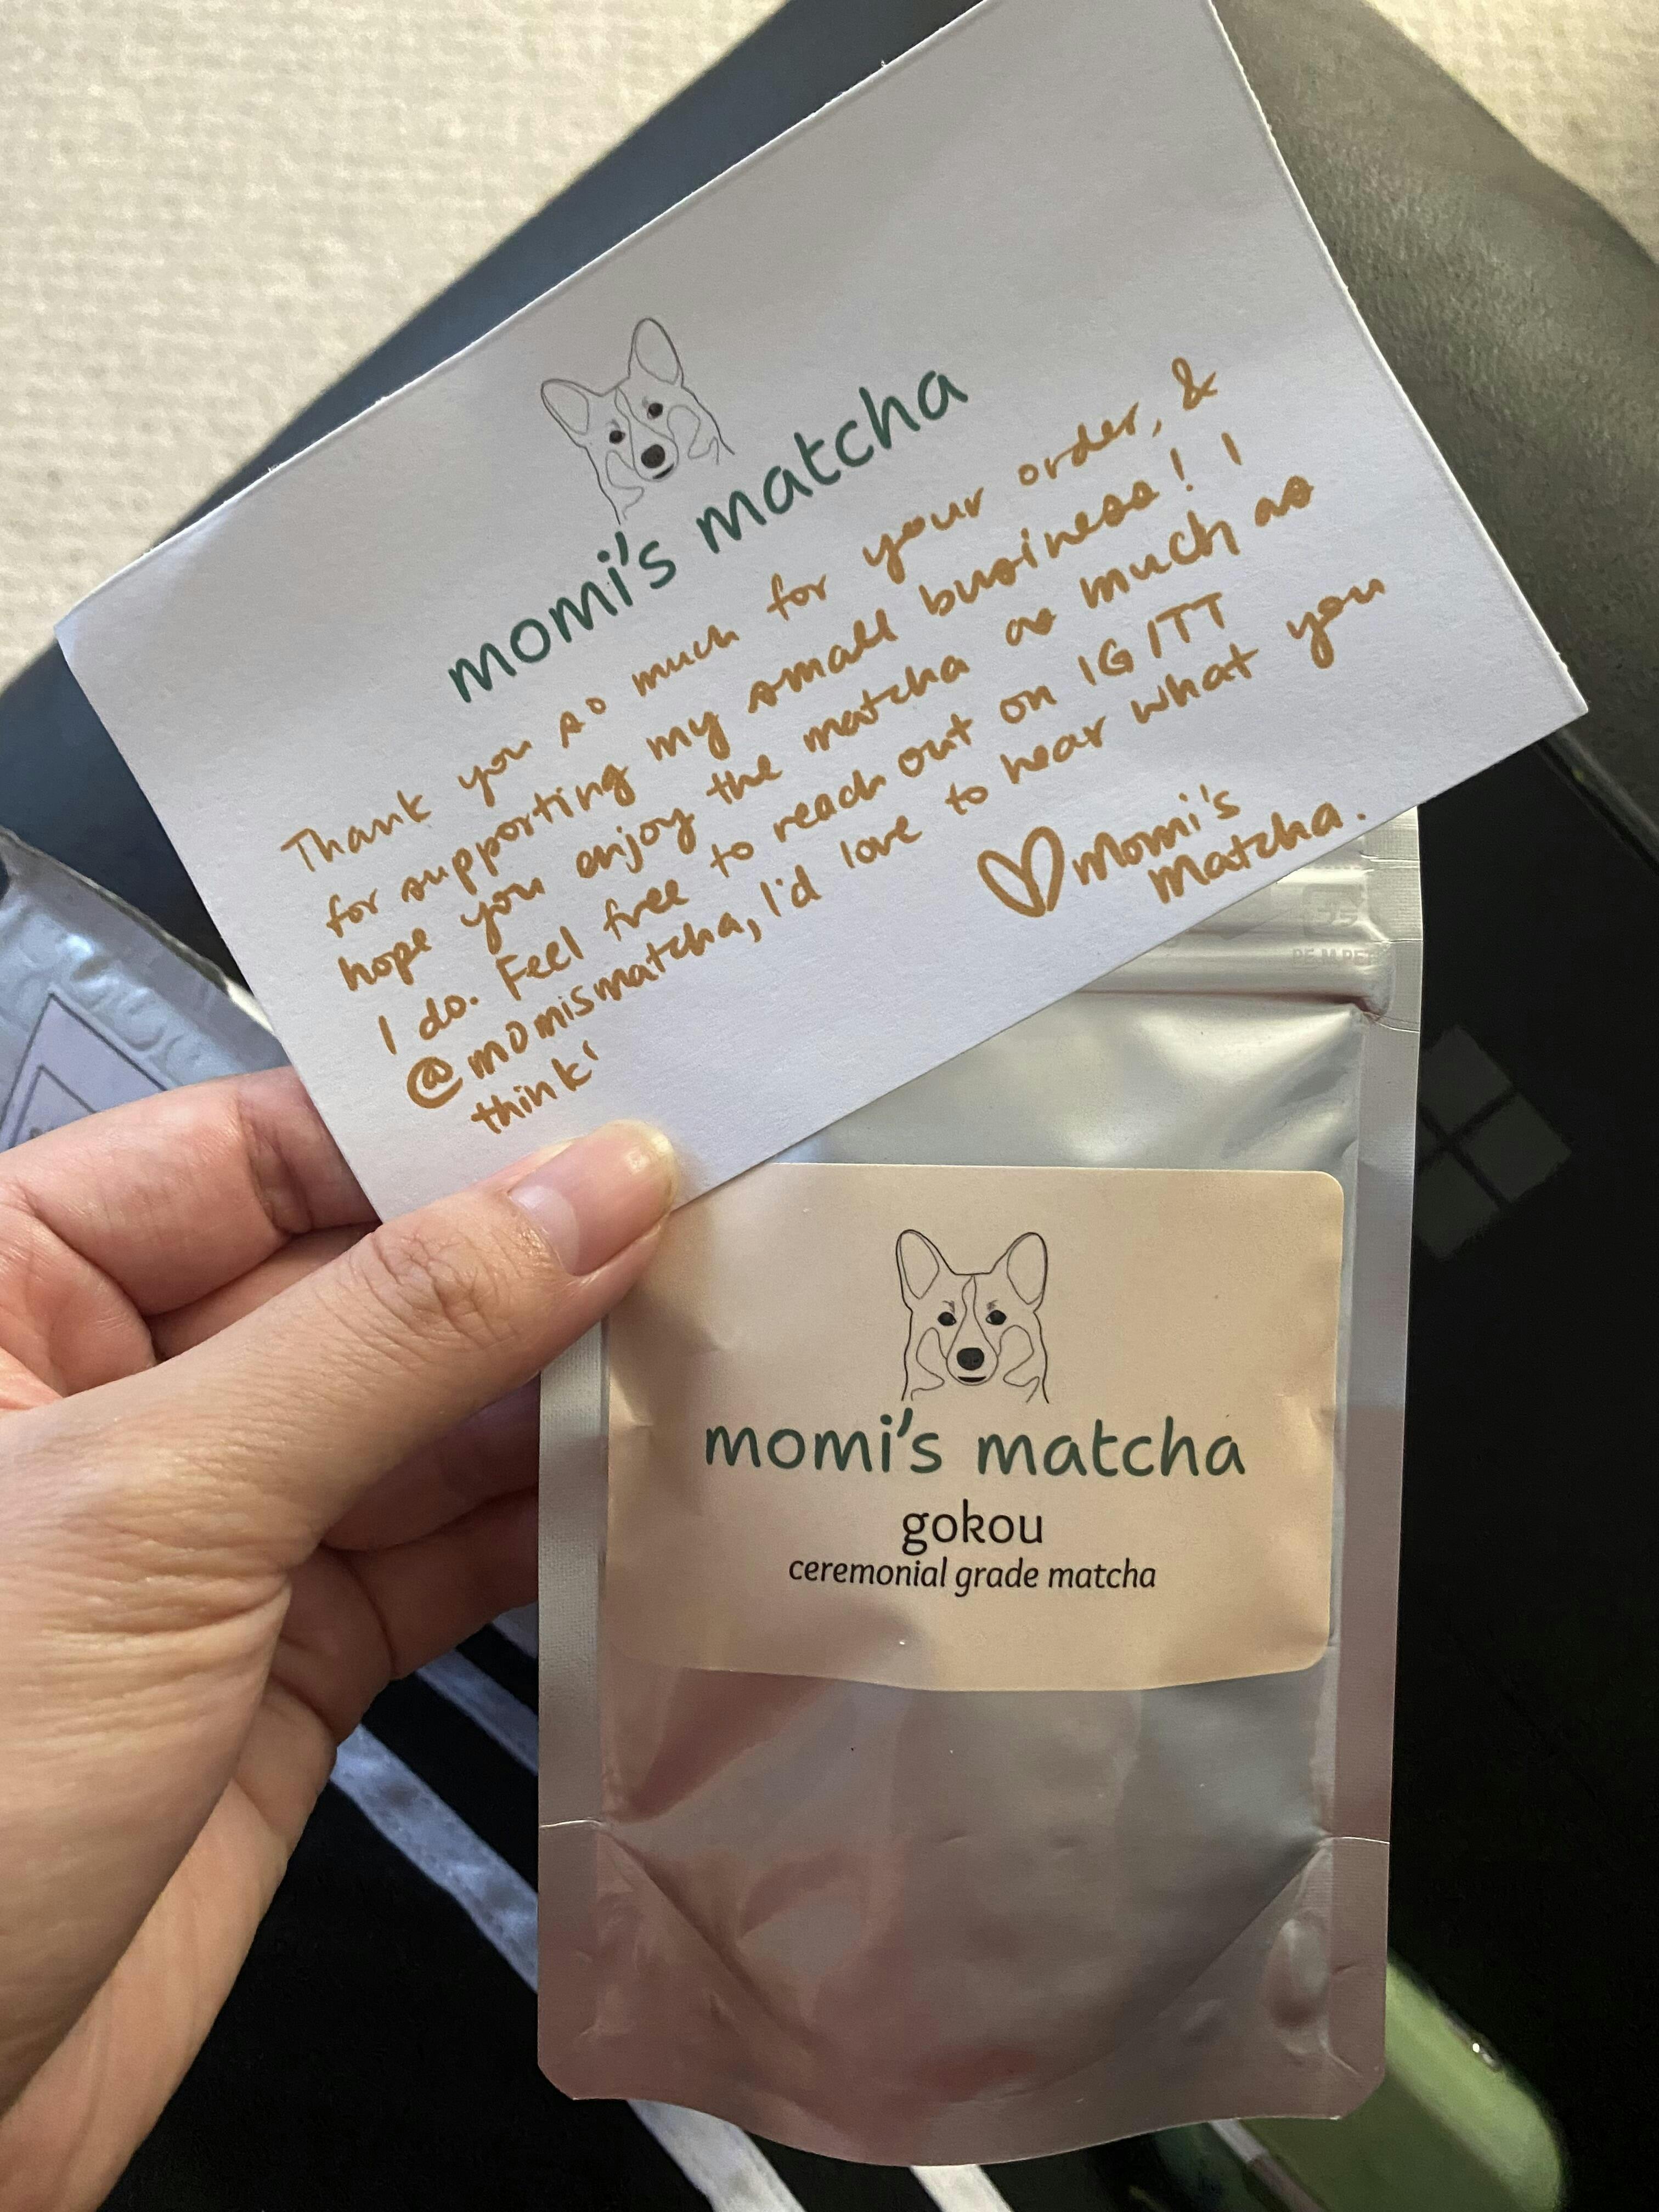 momi's matcha
Thank you so much for your order, &
for supporting my small business! I
hope you enjoy the matcha as much as
I do. Feel free to reach out on IG/TT
@momismatcha, I'd love to hear what you
think!
♡ momi's
matcha.
momi's matcha
gokou
ceremonial grade matcha